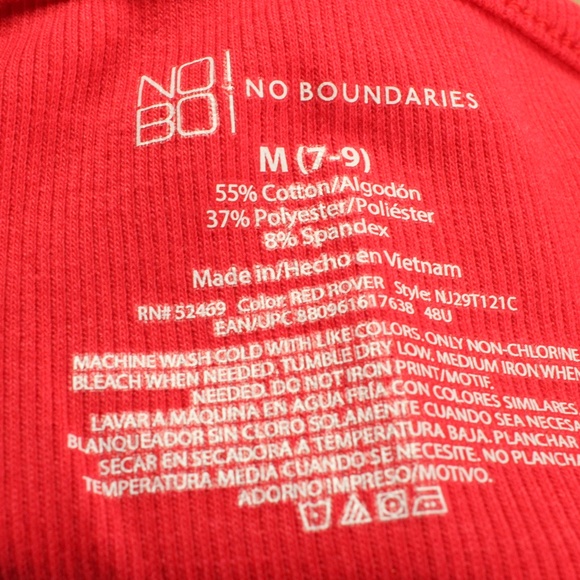 NO
BO
NO BOUNDARIES
M (7-9)
55% Cotton/Algodón
37% Polyester/Poliéster
8% Spandex
Made in/Hecho en Vietnam
RN# 52469 Color: RED ROVER Style: NJ29T121C
EAN/UPC 880961617638 48U
MACHINE WASH COLD WITH LIKE COLORS. ONLY NON-CHLORINE
BLEACH WHEN NEEDED. TUMBLE DRY LOW. MEDIUM IRON WHEN
NEEDED. DO NOT IRON PRINT/MOTIF.
LAVAR A MÁQUINA EN AGUA FRÍA CON COLORES SIMILARES.
BLANQUEADOR SIN CLORO SOLAMENTE CUANDO SEA NECESA
SECAR EN SECADORA A TEMPERATURA BAJA. PLANCHAR
TEMPERATURA MEDIA CUANDO SEA NECESARIO. NO PLANCHA
ADORNO IMPRESO/MOTIVO.